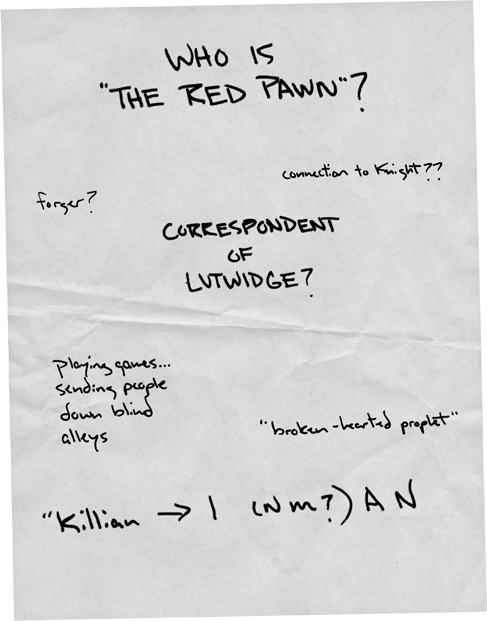 WHO IS
"THE RED PAWN"?
connection to Knight??
forger?
CORRESPONDENT
OF
LUTWIDGE?
playing games...
sending people
down blind
alleys
"broken-hearted prophet"
"Killian → I (N m?) A N